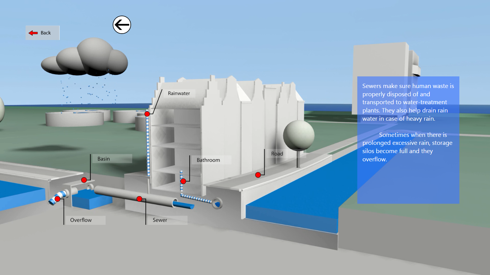 Back
Rainwater
Sewers make sure human waste is
properly disposed of and
transported to water treatment
plants. They also help drain rain
water in case of heavy rain.
Sometimes when there is
prolonged excessive rain, storage
silos become full and they
overflow.
Basin
Bathroom
Road
Overflow
Sewer